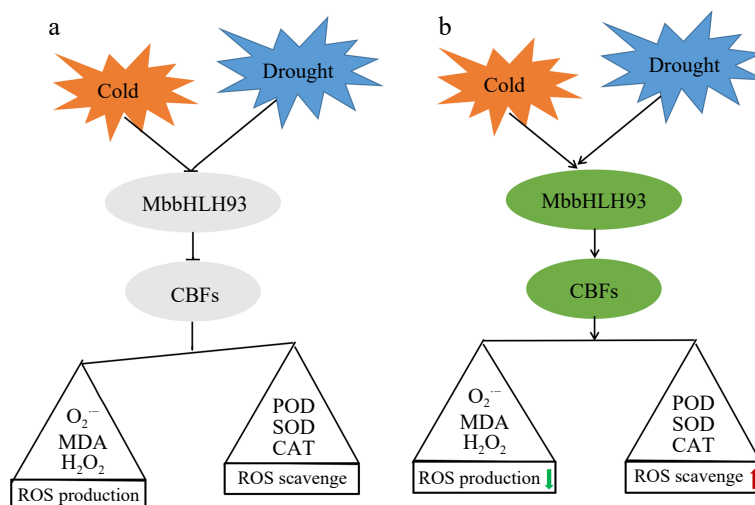 a
Cold
Drought
MbbHLH93
CBFs
O₂·⁻
MDA
H₂O₂
ROS production
POD
SOD
CAT
ROS scavenge
b
Cold
Drought
MbbHLH93
CBFs
O₂·⁻
MDA
H₂O₂
ROS production
POD
SOD
CAT
ROS scavenge